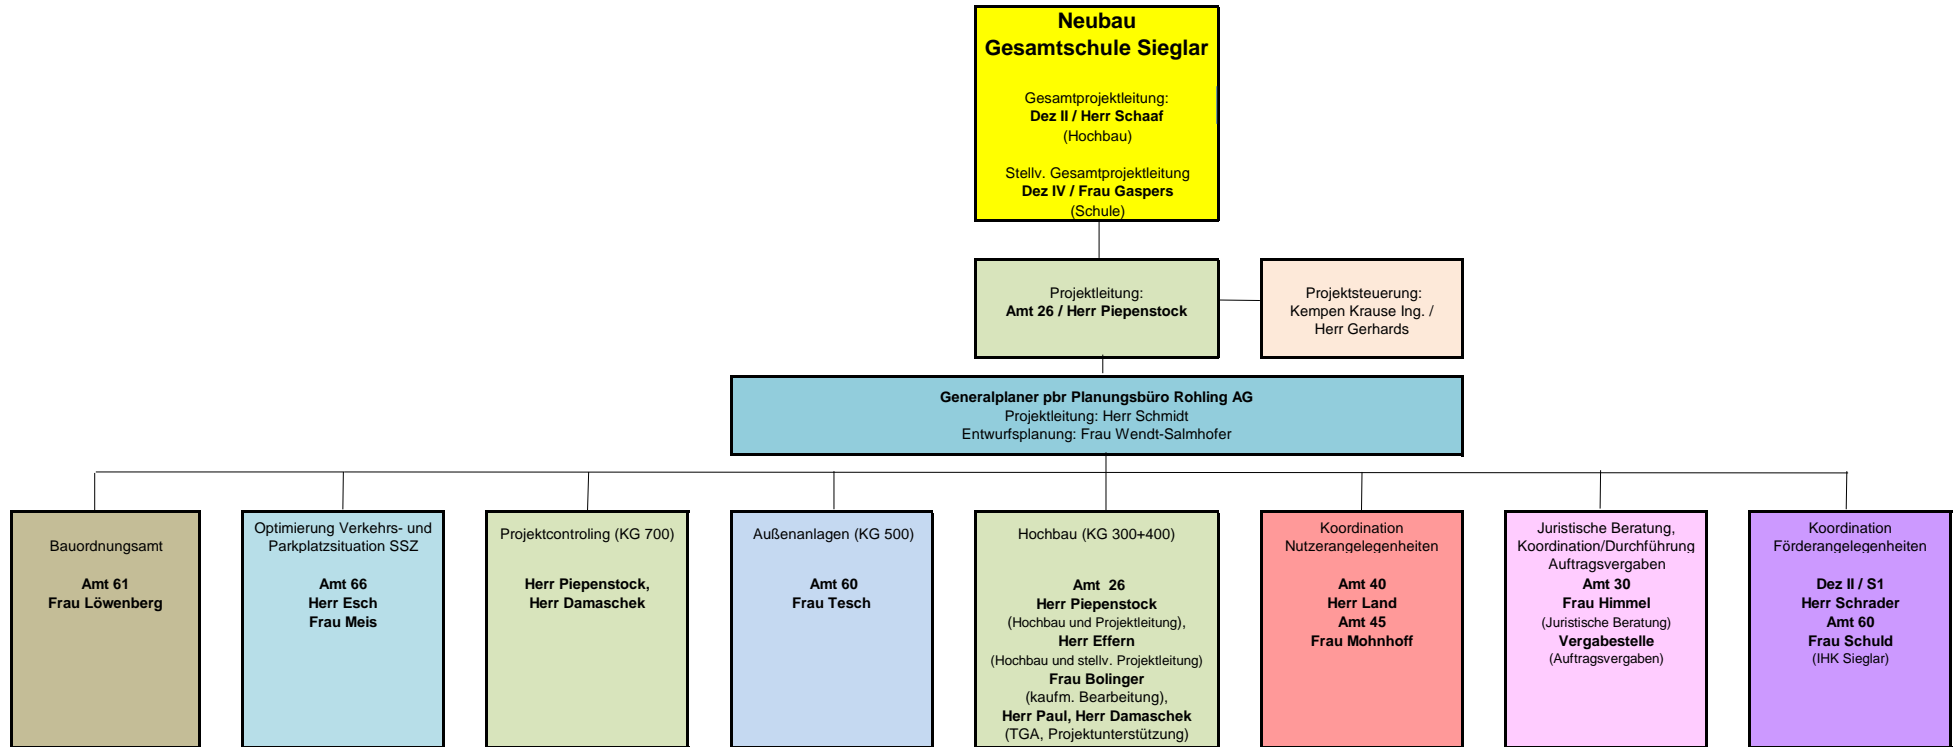 Neubau
Gesamtschule Sieglar
Gesamtprojektleitung:
Dez II / Herr Schaaf
(Hochbau)
Stellv. Gesamtprojektleitung
Dez IV / Frau Gaspers
(Schule)
Projektleitung:
Amt 26 / Herr Piepenstock
Projektsteuerung:
Kempen Krause Ing. /
Herr Gerhards
Generalplaner pbr Planungsbüro Rohling AG
Projektleitung: Herr Schmidt
Entwurfsplanung: Frau Wendt-Salmhofer
Bauordnungsamt
Amt 61
Frau Löwenberg
Optimierung Verkehrs- und
Parkplatzsituation SSZ
Amt 66
Herr Esch
Frau Meis
Projektcontroling (KG 700)
Herr Piepenstock,
Herr Damaschek
Außenanlagen (KG 500)
Amt 60
Frau Tesch
Hochbau (KG 300+400)
Amt 26
Herr Piepenstock
(Hochbau und Projektleitung),
Herr Effern
(Hochbau und stellv. Projektleitung)
Frau Bolinger
(kaufm. Bearbeitung),
Herr Paul, Herr Damaschek
(TGA, Projektunterstützung)
Koordination
Nutzerangelegenheiten
Amt 40
Herr Land
Amt 45
Frau Mohnhoff
Juristische Beratung,
Koordination/Durchführung
Auftragsvergaben
Amt 30
Frau Himmel
(Juristische Beratung)
Vergabestelle
(Auftragsvergaben)
Koordination
Förderangelegenheiten
Dez II / S1
Herr Schrader
Amt 60
Frau Schuld
(IHK Sieglar)